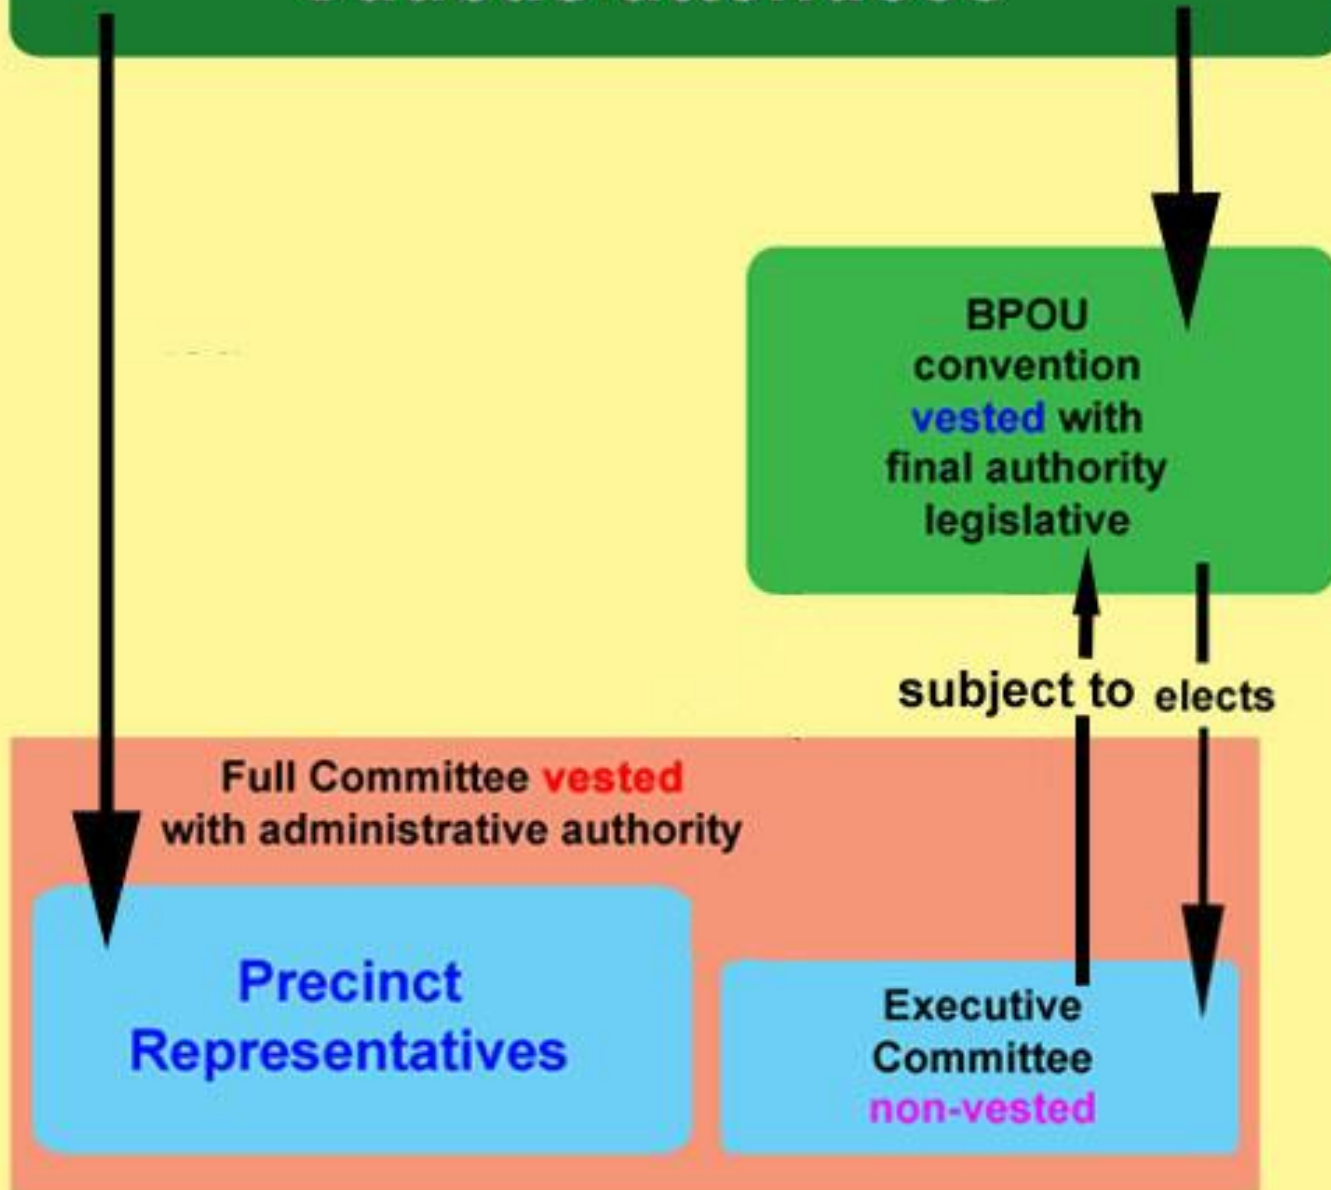 BPOU
convention
vested with
final authority
legislative
subject to elects
Full Committee vested
with administrative authority
Precinct
Representatives
Executive
Committee
non-vested